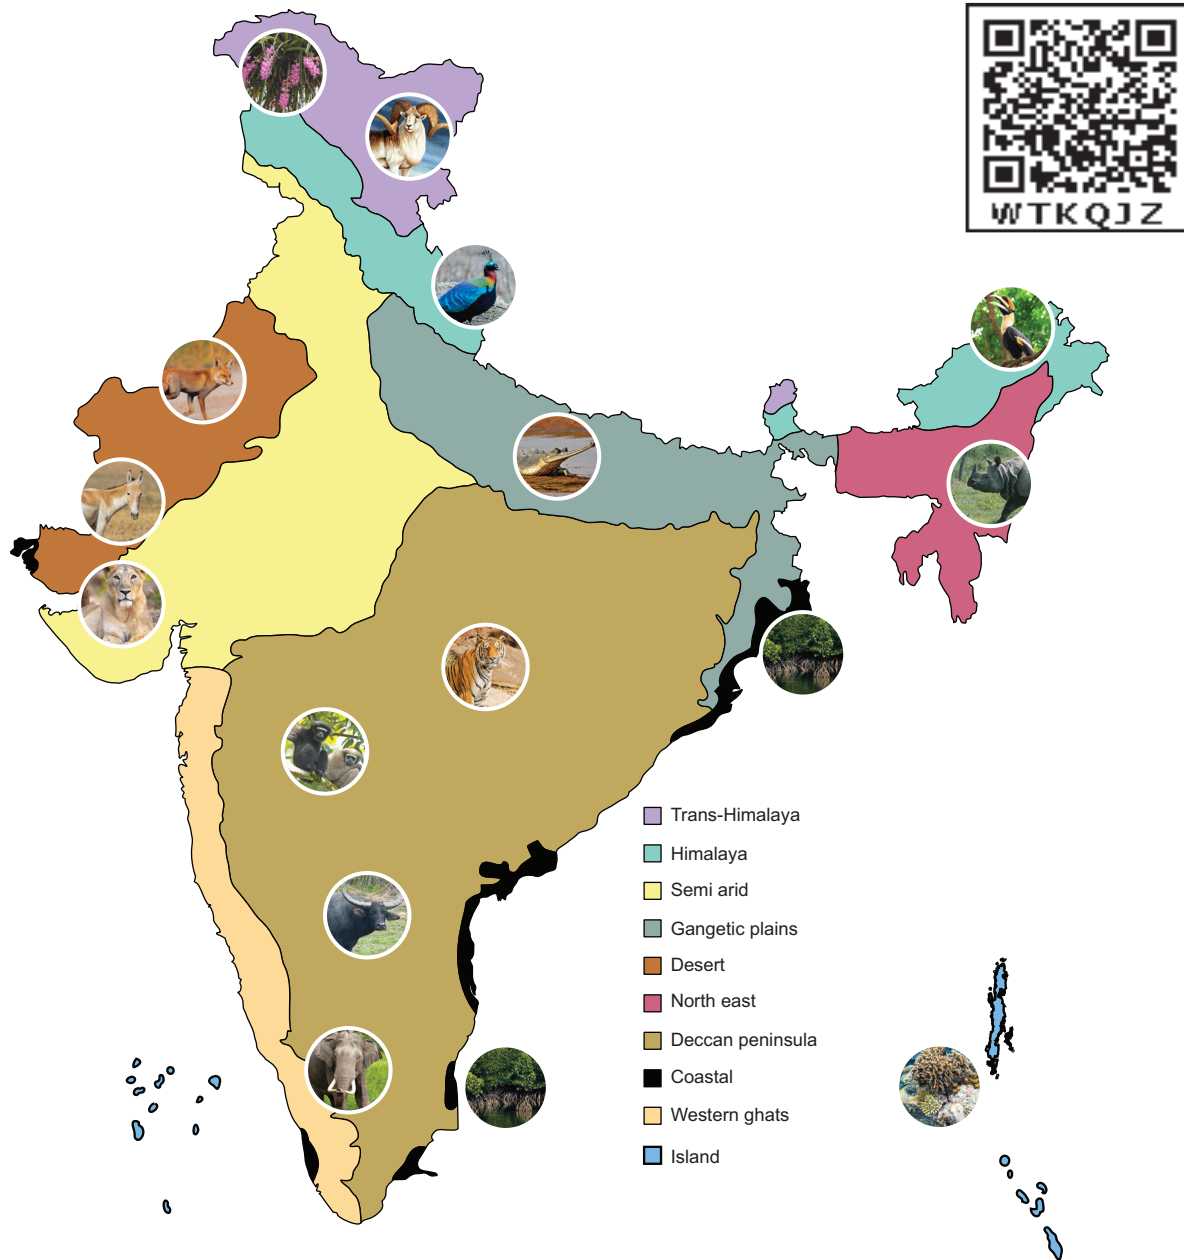 WTKQJZ
Trans-Himalaya
Himalaya
Semi arid
Gangetic plains
Desert
North east
Deccan peninsula
Coastal
Western ghats
Island